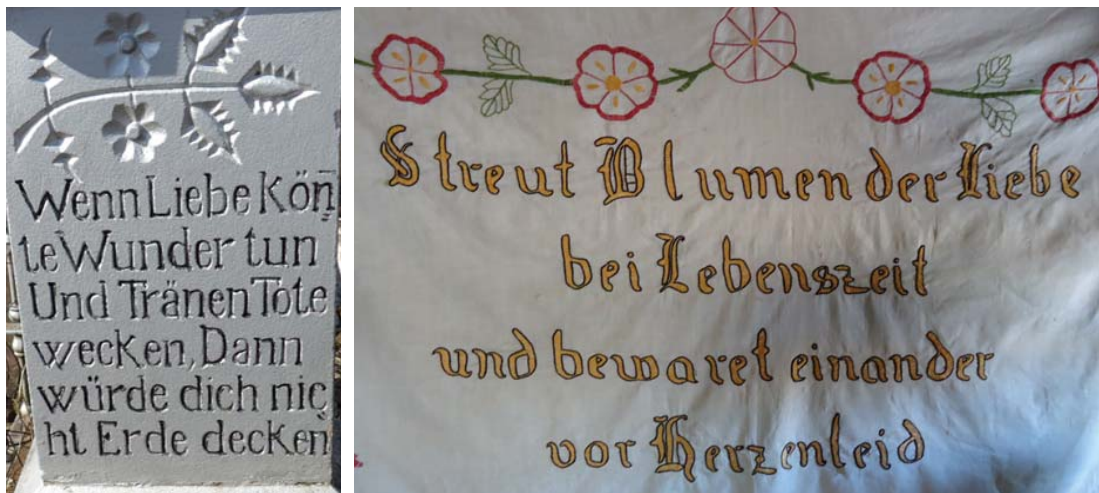 Wenn Liebe Kön̄
te Wunder tun
Und Tränen Tote
wecken, Dann
würde dich nic
ht Erde decken
Streut Blumen der Liebe
bei Lebenszeit
und bewaret einander
vor Herzenleid